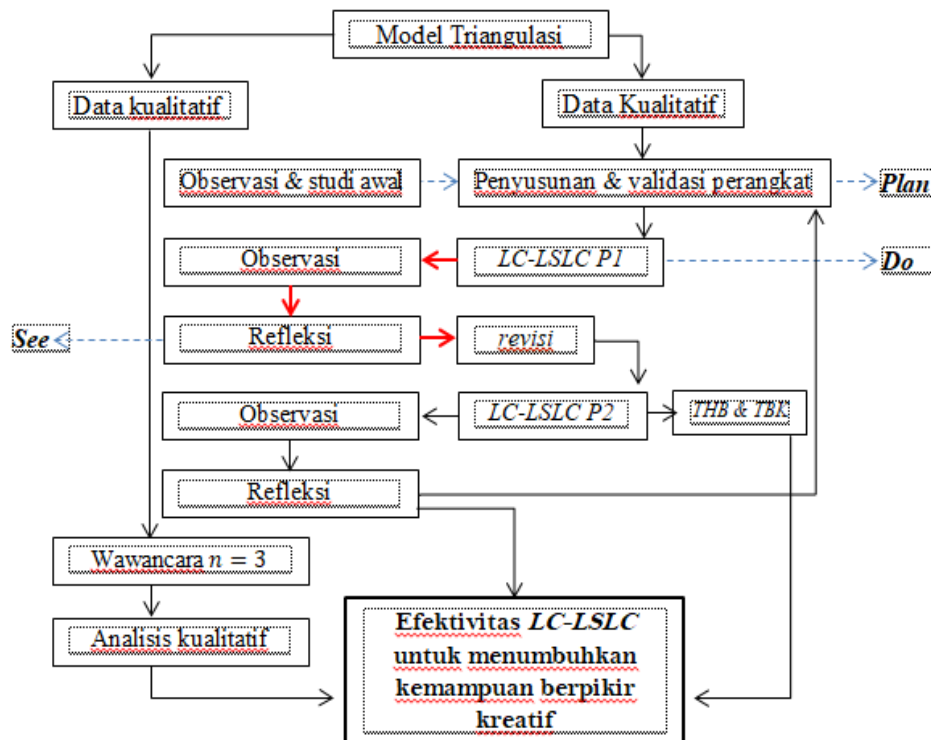 Model Triangulasi
Data kualitatif
Data Kualitatif
Observasi & studi awal
Penyusunan & validasi perangkat
Plan
Observasi
LC-LSLC P1
Do
See
Refleksi
revisi
Observasi
LC-LSLC P2
THB & TBK
Refleksi
Wawancara n = 3
Analisis kualitatif
Efektivitas LC-LSLC
untuk menumbuhkan
kemampuan berpikir
kreatif